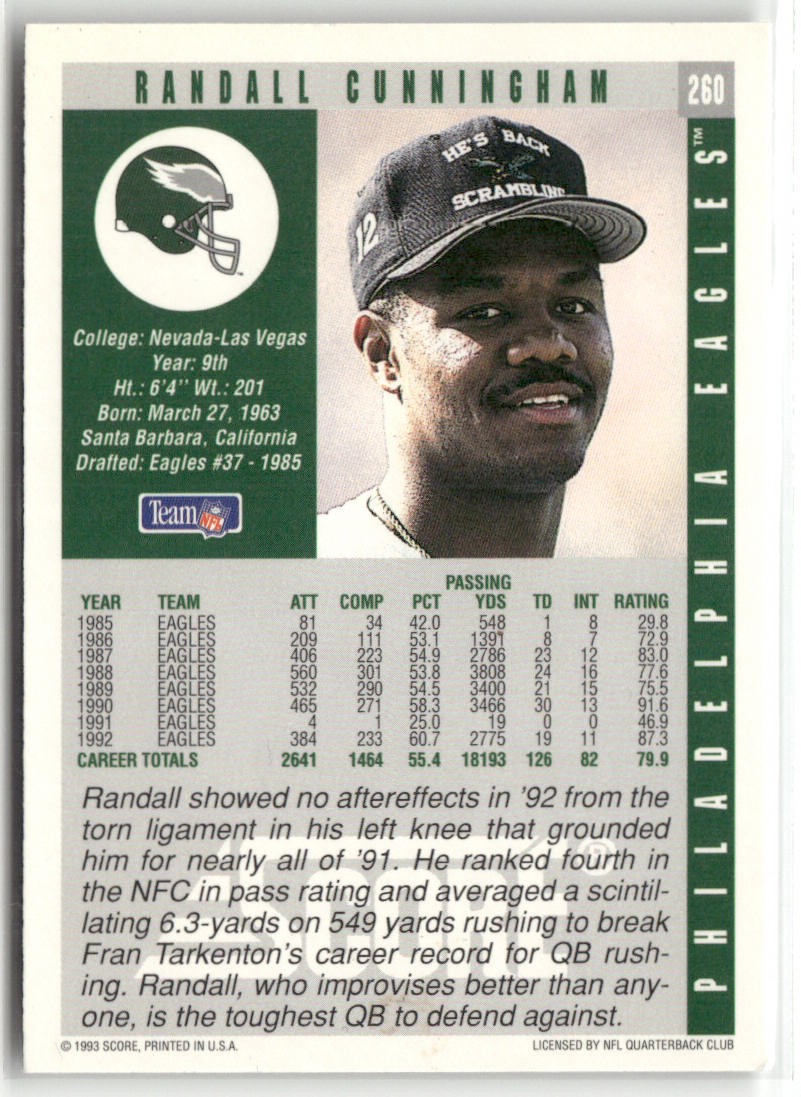 RANDALL CUNNINGHAM
260
HE'S BACK
SCRAMBLING
12
College: Nevada-Las Vegas
Year: 9th
Ht.: 6'4'' Wt.: 201
Born: March 27, 1963
Santa Barbara, California
Drafted: Eagles #37 - 1985
Team NFL
PHILADELPHIA EAGLES™
PASSING
YEAR TEAM ATT COMP PCT YDS TD INT RATING
1985 EAGLES 81 34 42.0 548 1 8 29.8
1986 EAGLES 209 111 53.1 1391 8 7 72.9
1987 EAGLES 406 223 54.9 2786 23 12 83.0
1988 EAGLES 560 301 53.8 3808 24 16 77.6
1989 EAGLES 532 290 54.5 3400 21 15 75.5
1990 EAGLES 465 271 58.3 3466 30 13 91.6
1991 EAGLES 4 1 25.0 19 0 0 46.9
1992 EAGLES 384 233 60.7 2775 19 11 87.3
CAREER TOTALS 2641 1464 55.4 18193 126 82 79.9
Randall showed no aftereffects in '92 from the
torn ligament in his left knee that grounded
him for nearly all of '91. He ranked fourth in
the NFC in pass rating and averaged a scintil-
lating 6.3-yards on 549 yards rushing to break
Fran Tarkenton's career record for QB rush-
ing. Randall, who improvises better than any-
one, is the toughest QB to defend against.
SCORE®
© 1993 SCORE, PRINTED IN U.S.A.
LICENSED BY NFL QUARTERBACK CLUB